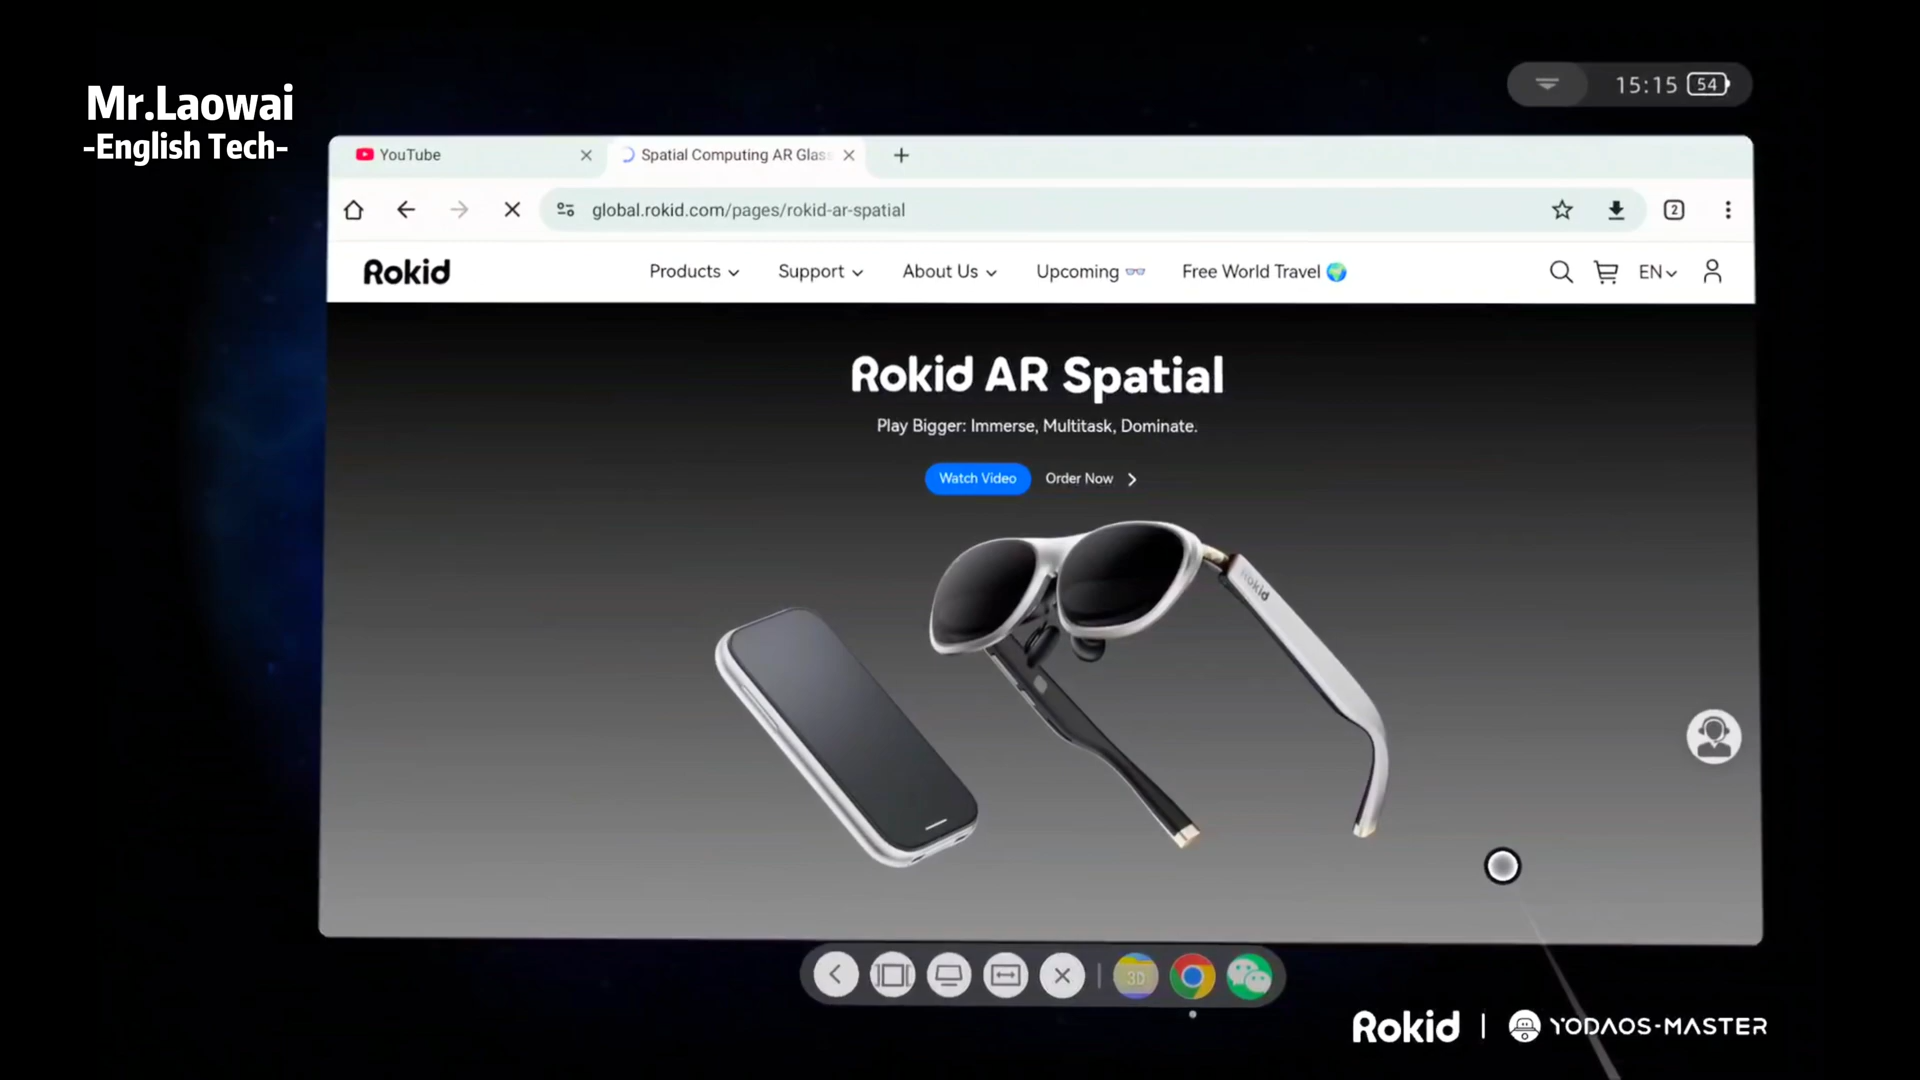 Mr.Laowai
-English Tech-
15:15 54
YouTube
Spatial Computing AR Glass
global.rokid.com/pages/rokid-ar-spatial
2
Rokid
Products
Support
About Us
Upcoming
Free World Travel
EN
Rokid AR Spatial
Play Bigger: Immerse, Multitask, Dominate.
Watch Video
Order Now
Rokid
3D
Rokid | YODAOS-MASTER